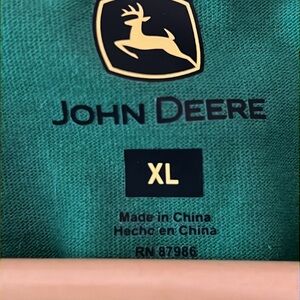 JOHN DEERE
XL
Made in China
Hecho en China
RN 87986